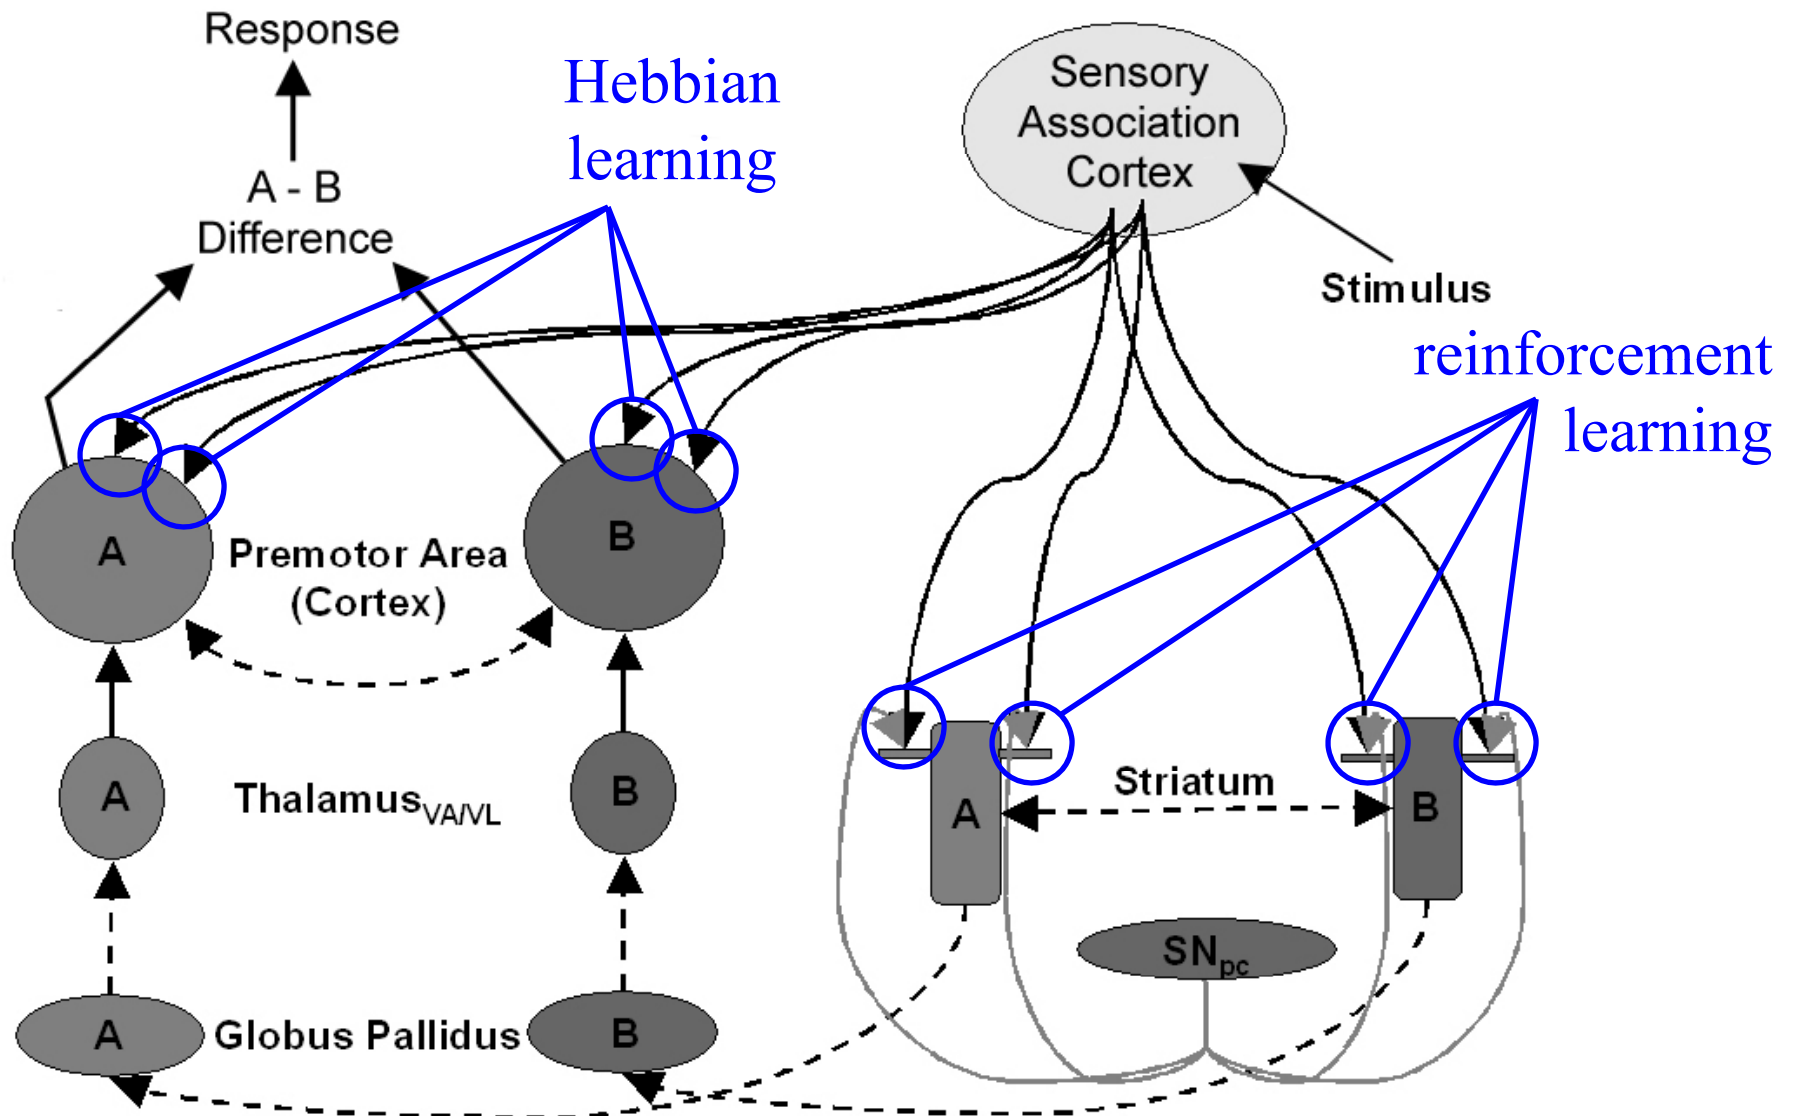 Response
A - B
Difference
Hebbian
learning
Sensory
Association
Cortex
Stimulus
reinforcement
learning
A
Premotor Area
(Cortex)
B
A
ThalamusVA/VL
B
A
Striatum
B
SNpc
A
Globus Pallidus
B